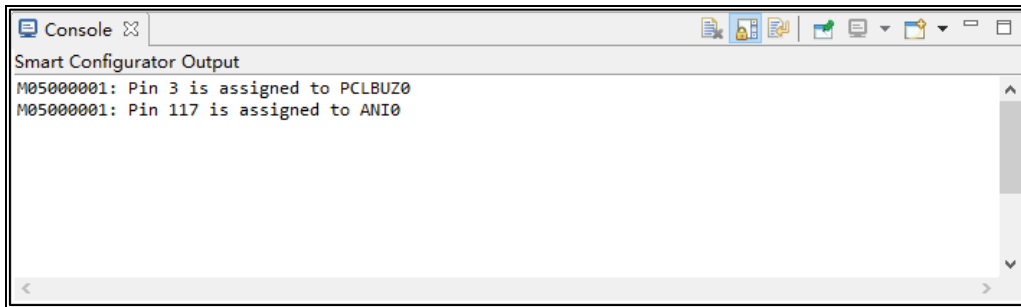 Console
Smart Configurator Output
M05000001: Pin 3 is assigned to PCLBUZ0
M05000001: Pin 117 is assigned to ANI0